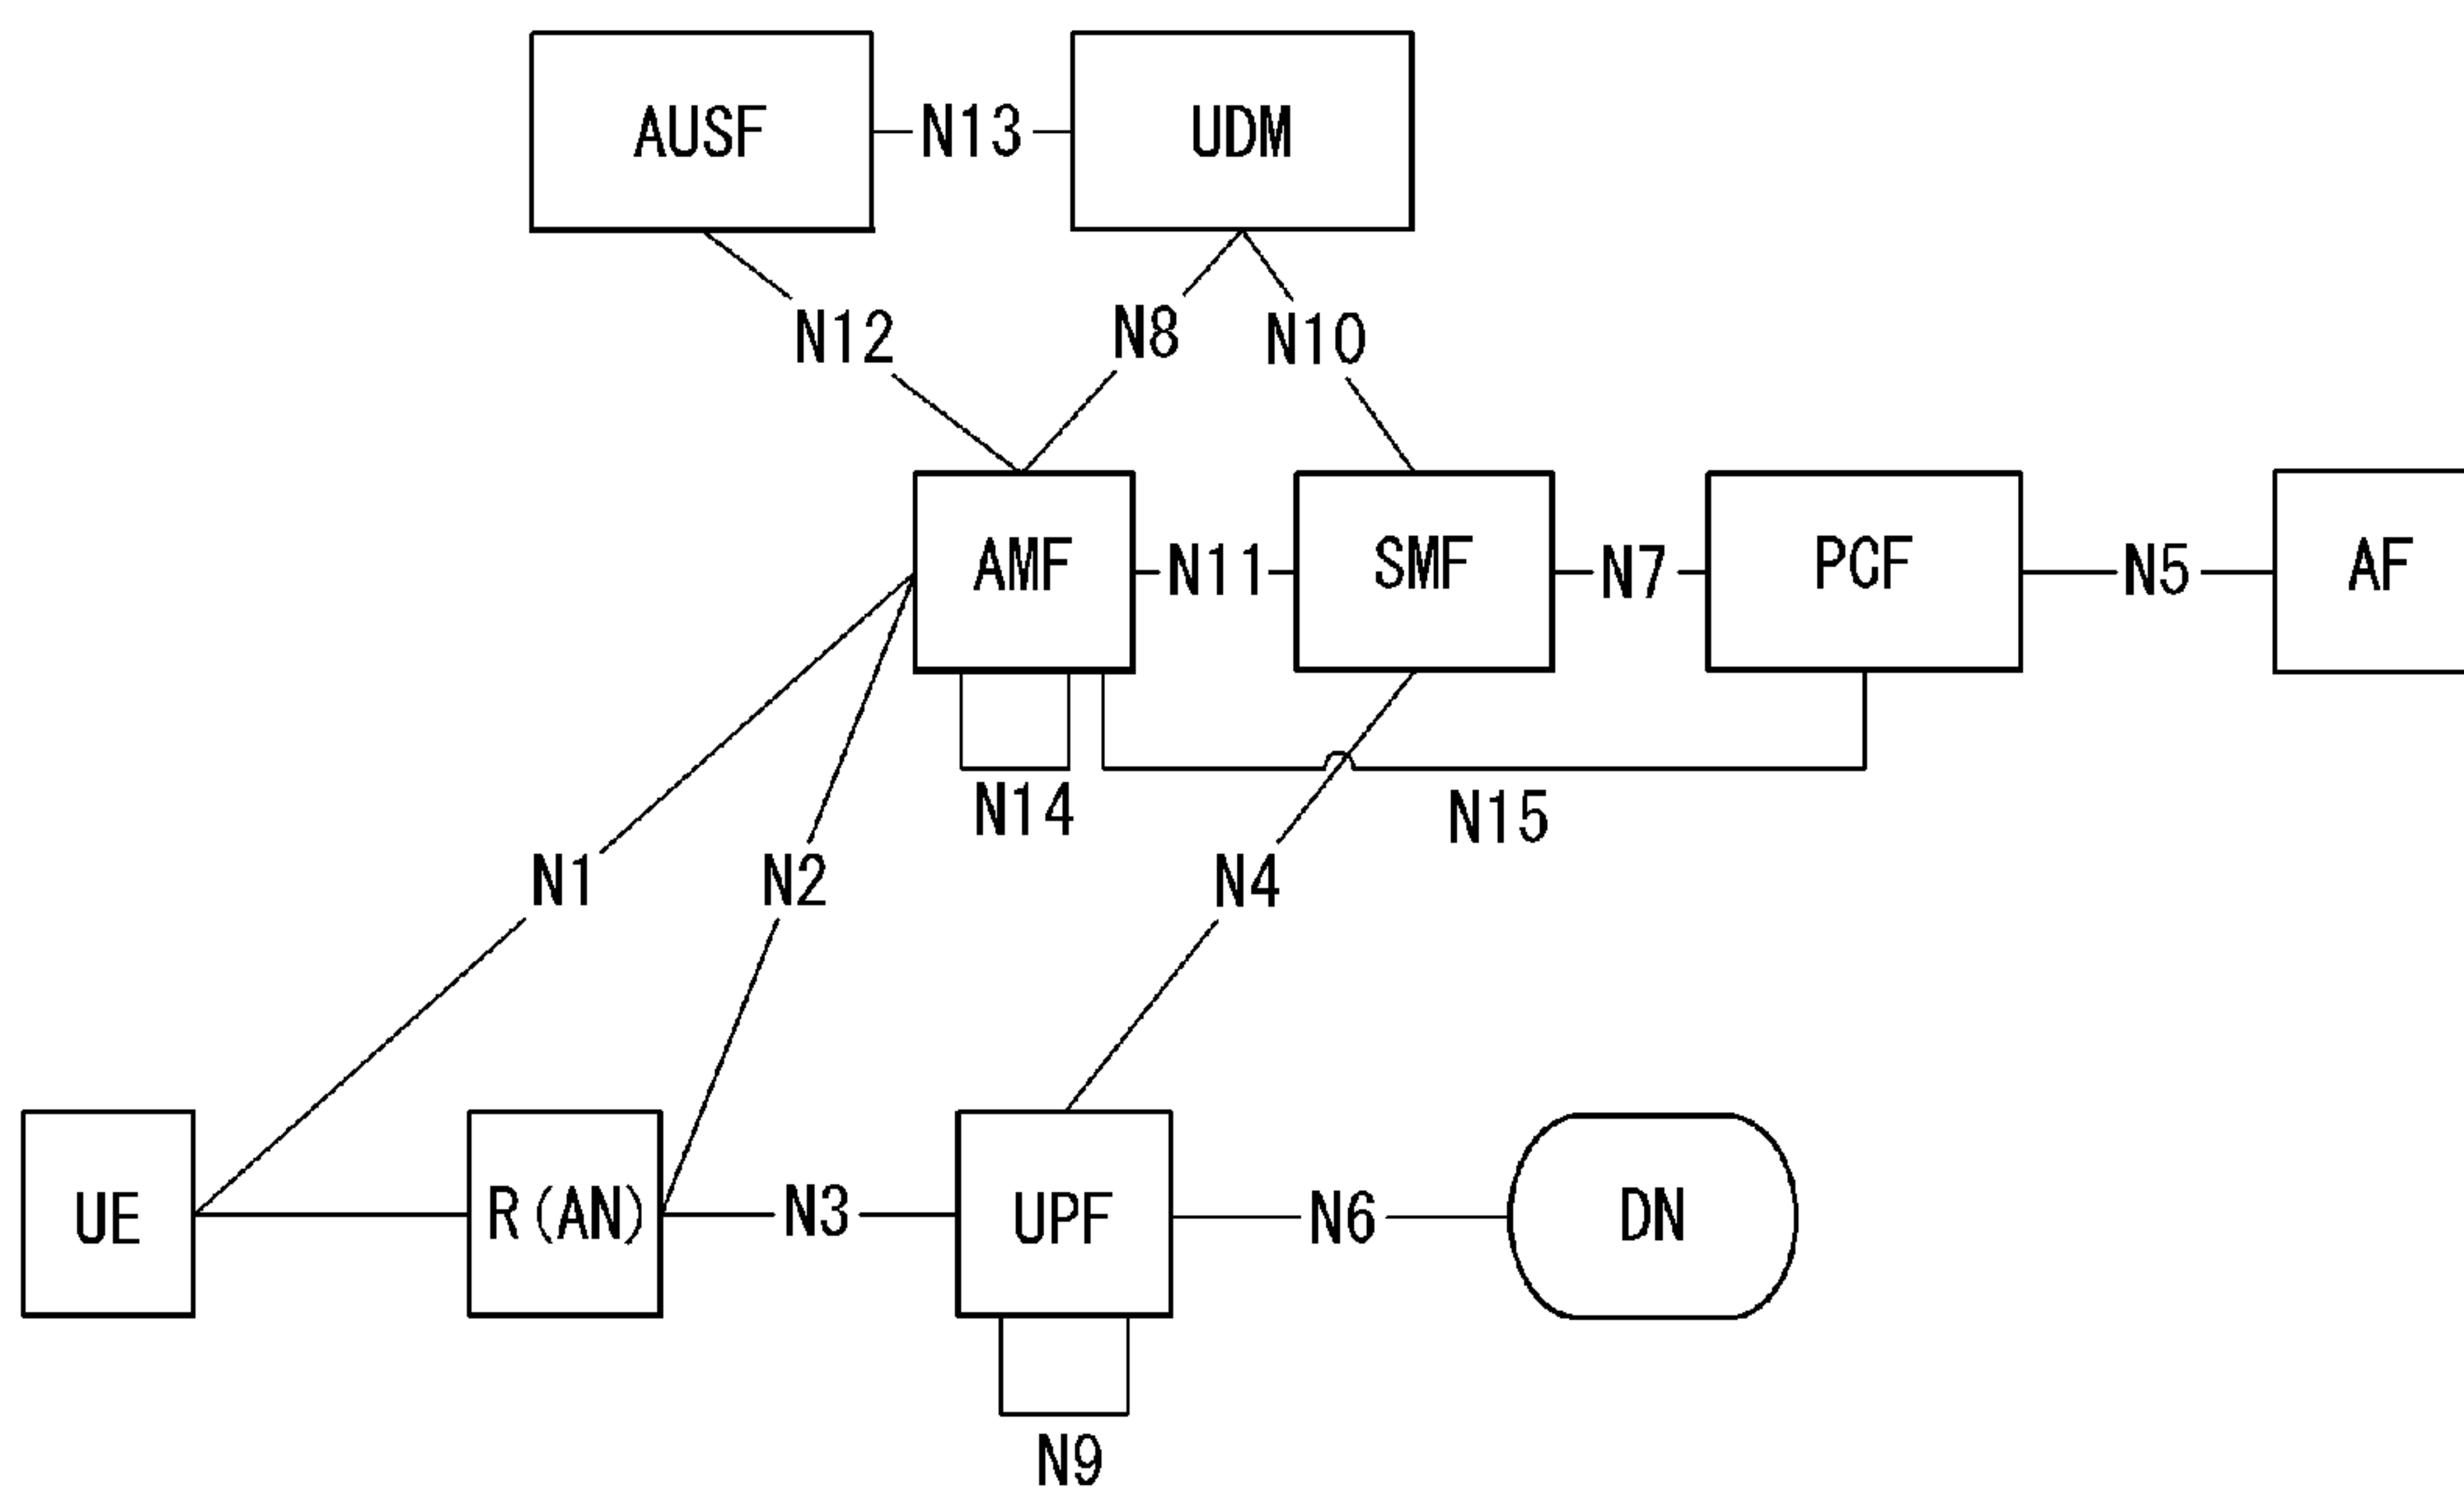 AUSF N13 UDM
N12 N8 N10
AMF N11 SMF N7 PCF N5 AF
N14 N15
N1 N2 N4
UE R(AN) N3 UPF N6 DN
N9